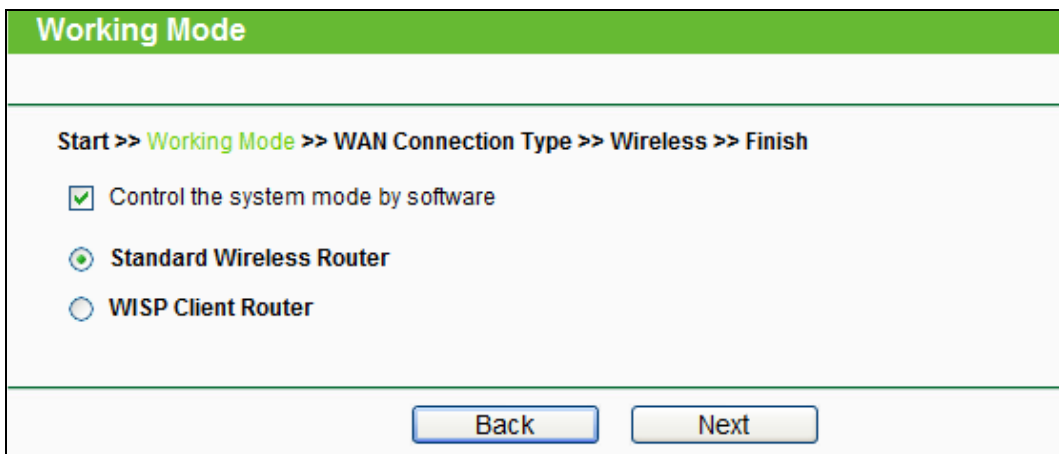 Working Mode
Start >> Working Mode >> WAN Connection Type >> Wireless >> Finish
Control the system mode by software
Standard Wireless Router
WISP Client Router
Back Next